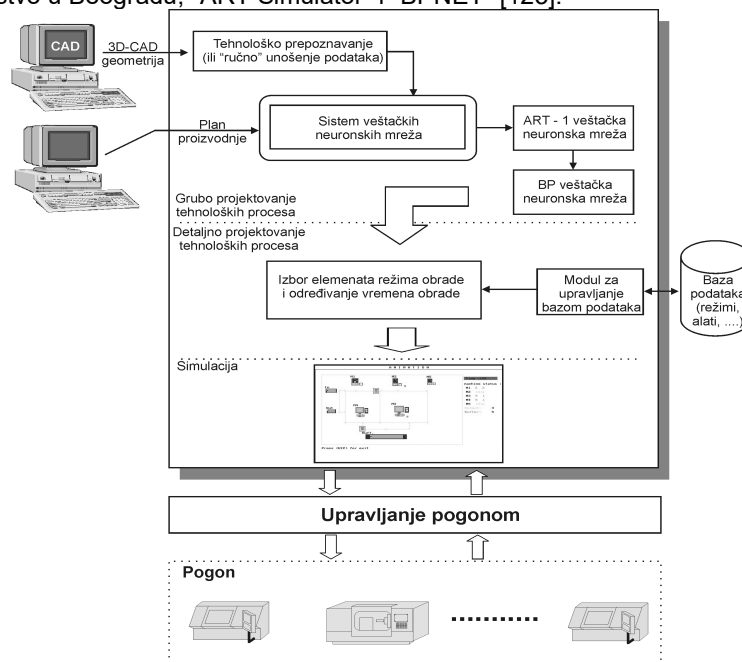 stvo u Beogradu, "ART Simulator-1 BPNET" [125].
CAD
3D-CAD
geometrija
Tehnološko prepoznavanje
(ili "ručno" unošenje podataka)
Plan
proizvodnje
Sistem veštačkih
neuronskih mreža
ART - 1 veštačka
neuronska mreža
BP veštačka
neuronska mreža
Grubo projektovanje
tehnoloških procesa
Detaljno projektovanje
tehnoloških procesa
Izbor elemenata režima obrade
i određivanje vremena obrade
Modul za
upravljanje
bazom podataka
Baza
podataka
(režimi,
alati, ....)
Simulacija
ANIMATION
Upravljanje pogonom
Pogon